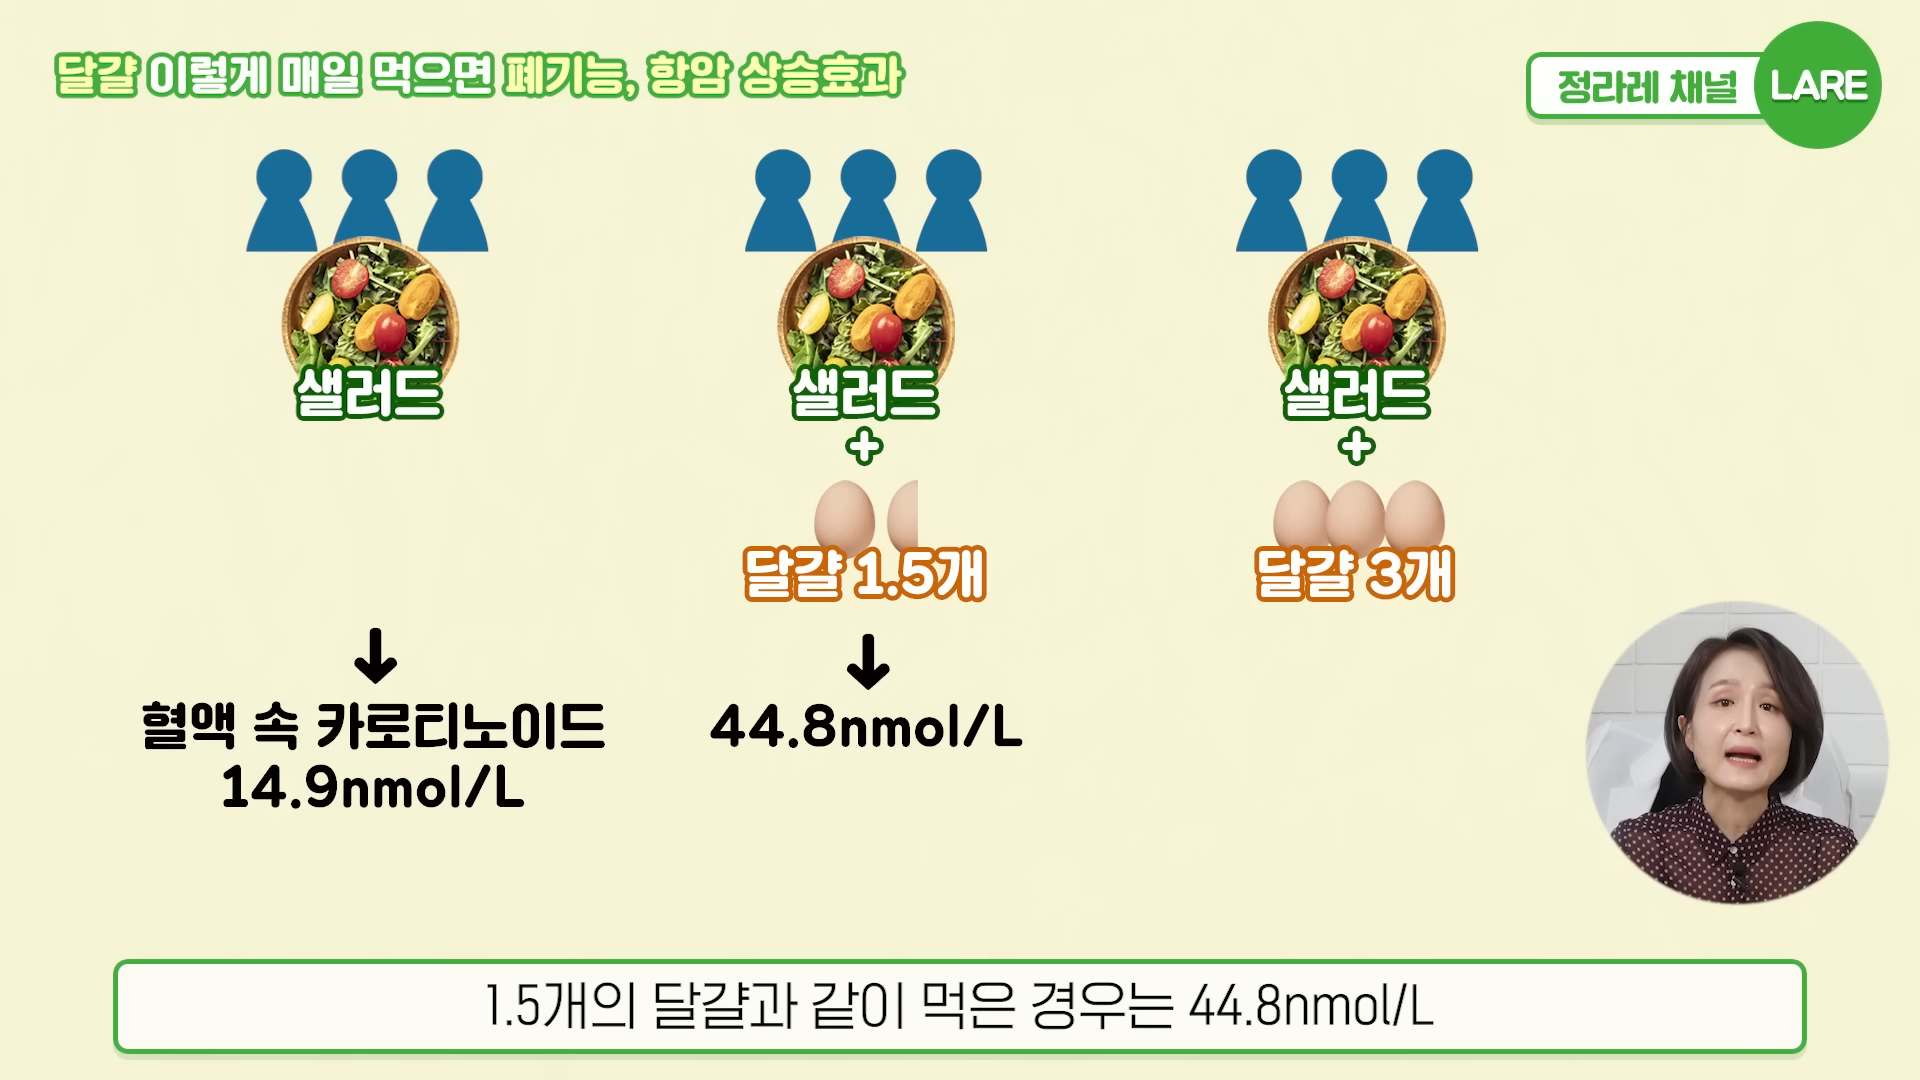 달걀 이렇게 매일 먹으면 폐기능, 항암 상승효과
정라레 채널
LARE
샐러드
샐러드
+
달걀 1.5개
샐러드
+
달걀 3개
혈액 속 카로티노이드
14.9nmol/L
44.8nmol/L
1.5개의 달걀과 같이 먹은 경우는 44.8nmol/L